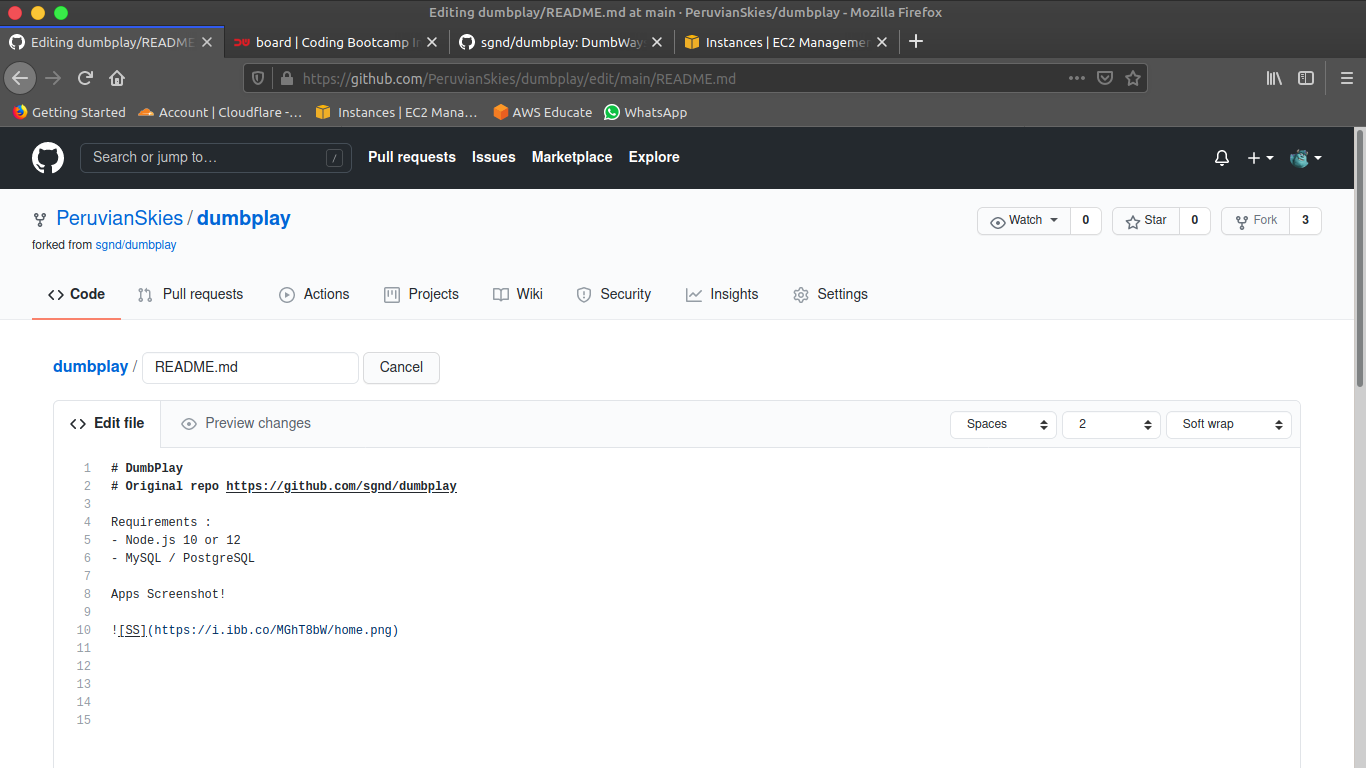 Editing dumbplay/README.md at main · PeruvianSkies/dumbplay - Mozilla Firefox
Editing dumbplay/README
board | Coding Bootcamp I
sgnd/dumbplay: DumbWay
Instances | EC2 Manageme
https://github.com/PeruvianSkies/dumbplay/edit/main/README.md
Getting Started
Account | Cloudflare -...
Instances | EC2 Mana...
AWS Educate
WhatsApp
Search or jump to...
/
Pull requests
Issues
Marketplace
Explore
PeruvianSkies / dumbplay
Watch 0
Star 0
Fork 3
forked from sgnd/dumbplay
Code
Pull requests
Actions
Projects
Wiki
Security
Insights
Settings
dumbplay / README.md
Cancel
Edit file
Preview changes
Spaces
2
Soft wrap
1 # DumbPlay
2 # Original repo https://github.com/sgnd/dumbplay
3
4 Requirements :
5 - Node.js 10 or 12
6 - MySQL / PostgreSQL
7
8 Apps Screenshot!
9
10 ![SS](https://i.ibb.co/MGhT8bW/home.png)
11
12
13
14
15